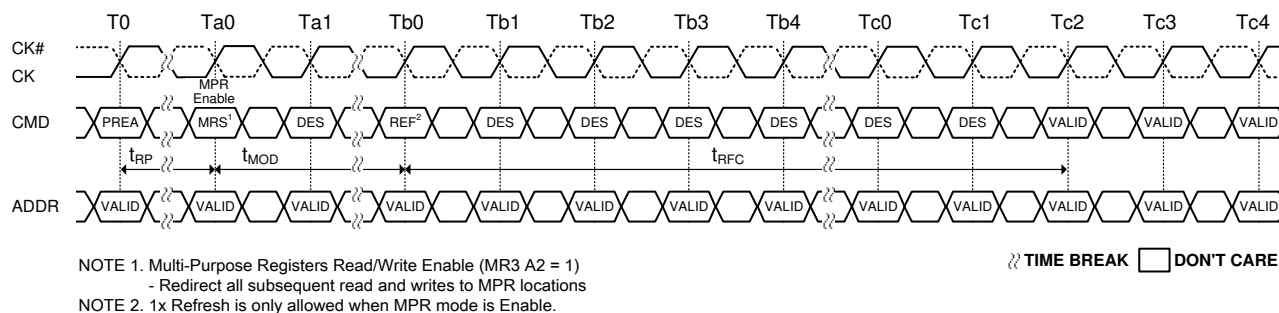 T0 Ta0 Ta1 Tb0 Tb1 Tb2 Tb3 Tb4 Tc0 Tc1 Tc2 Tc3 Tc4
CK#
CK
MPR
Enable
CMD PREA MRS1 DES REF2 DES DES DES DES DES DES VALID VALID VALID
tRP tMOD tRFC
ADDR VALID VALID VALID VALID VALID VALID VALID VALID VALID VALID VALID VALID VALID
NOTE 1. Multi-Purpose Registers Read/Write Enable (MR3 A2 = 1)
- Redirect all subsequent read and writes to MPR locations
NOTE 2. 1x Refresh is only allowed when MPR mode is Enable.
TIME BREAK DON'T CARE